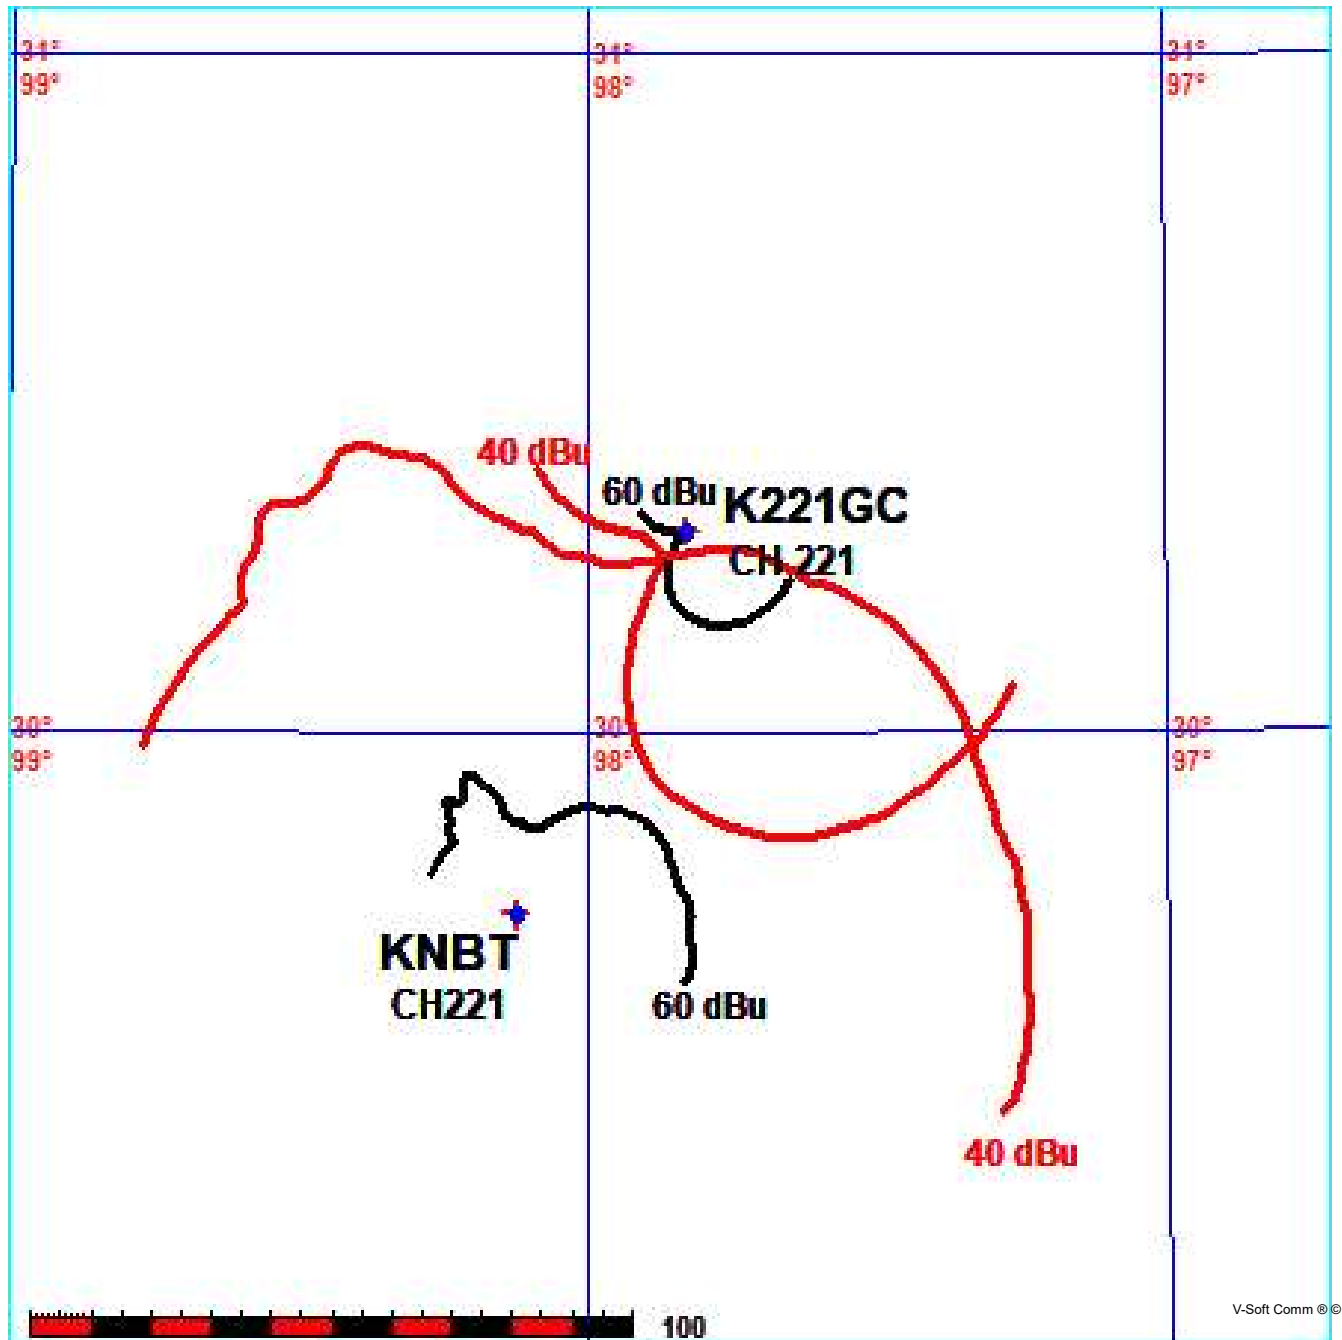 31° 31° 31°
99° 98° 97°
40 dBu
60 dBu K221GC
CH 221
30° 30° 30°
99° 98° 97°
KNBT
CH221
60 dBu
40 dBu
V-Soft Comm ® ©
100